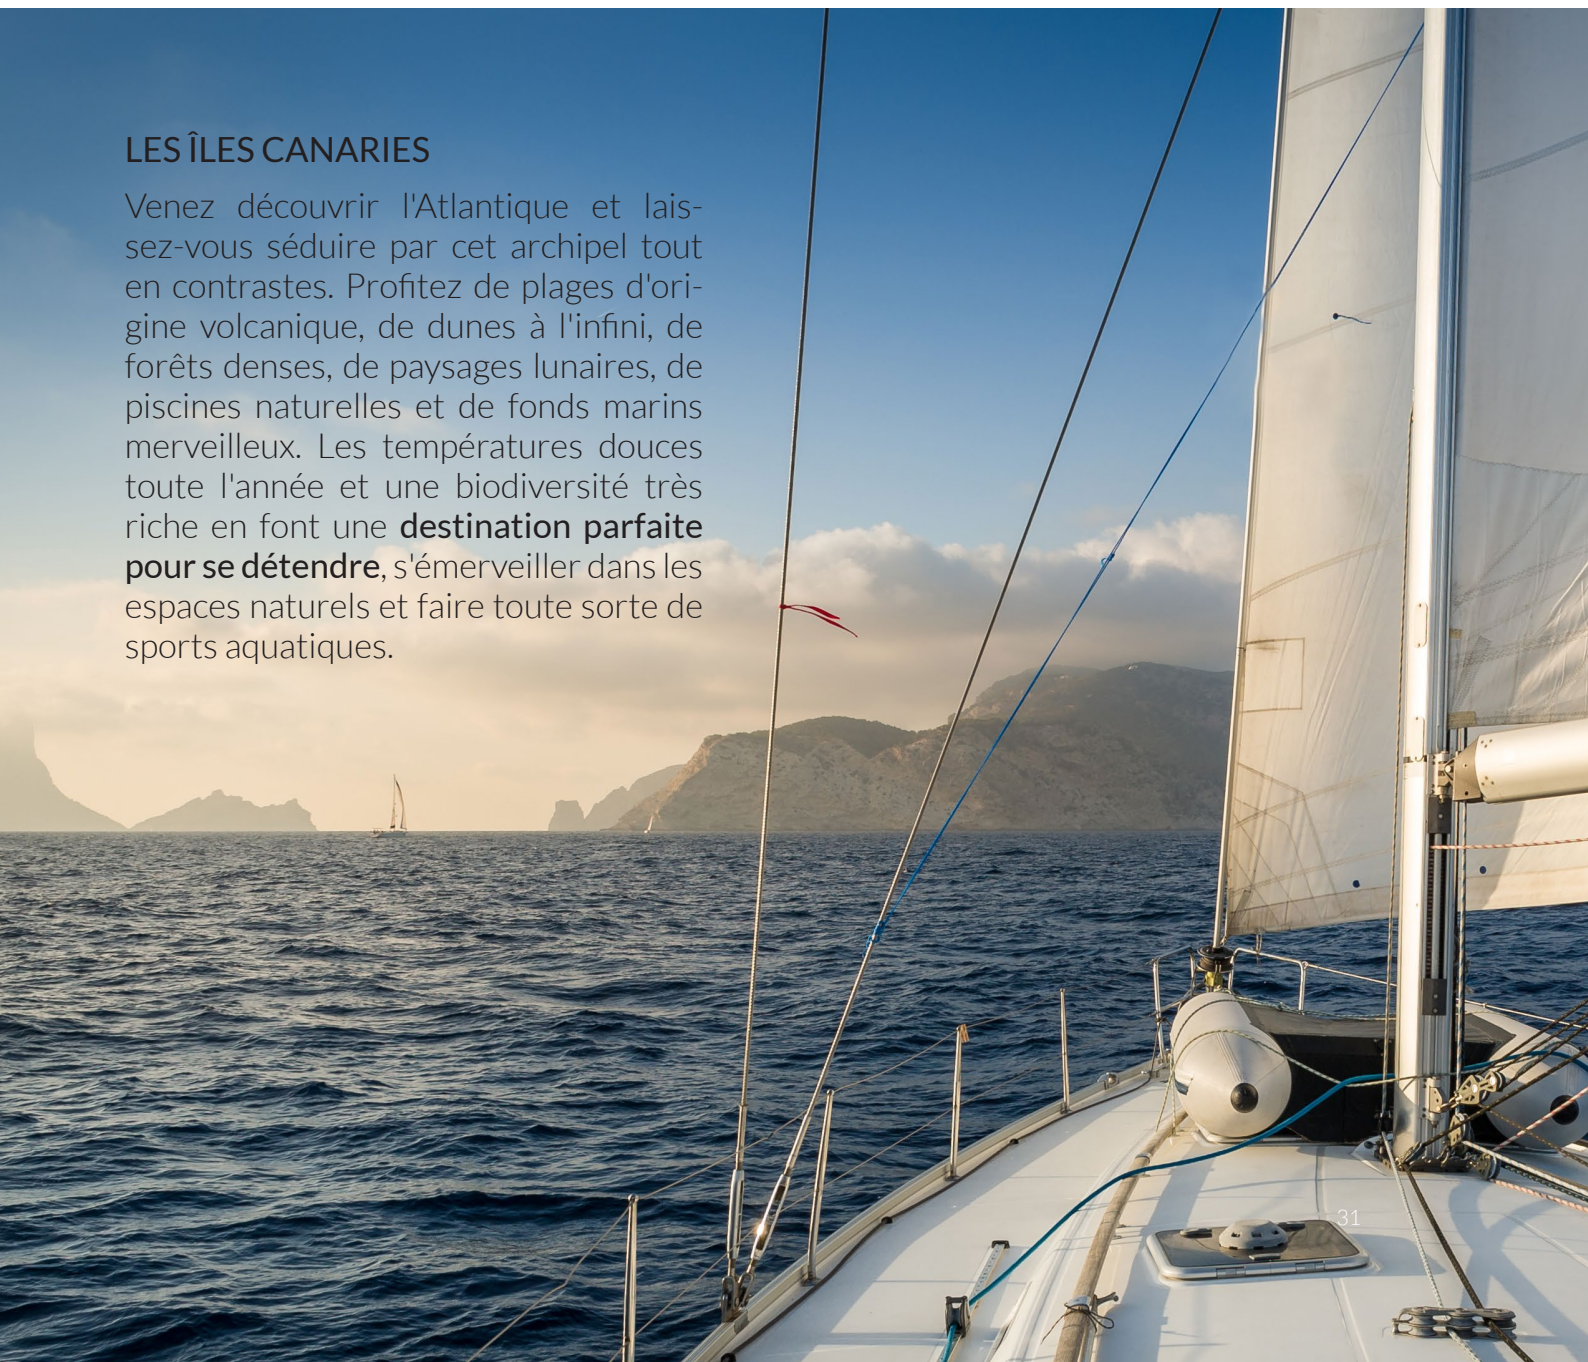 LES ÎLES CANARIES
Venez découvrir l'Atlantique et lais-
sez-vous séduire par cet archipel tout
en contrastes. Profitez de plages d'ori-
gine volcanique, de dunes à l'infini, de
forêts denses, de paysages lunaires, de
piscines naturelles et de fonds marins
merveilleux. Les températures douces
toute l'année et une biodiversité très
riche en font une destination parfaite
pour se détendre, s'émerveiller dans les
espaces naturels et faire toute sorte de
sports aquatiques.
31